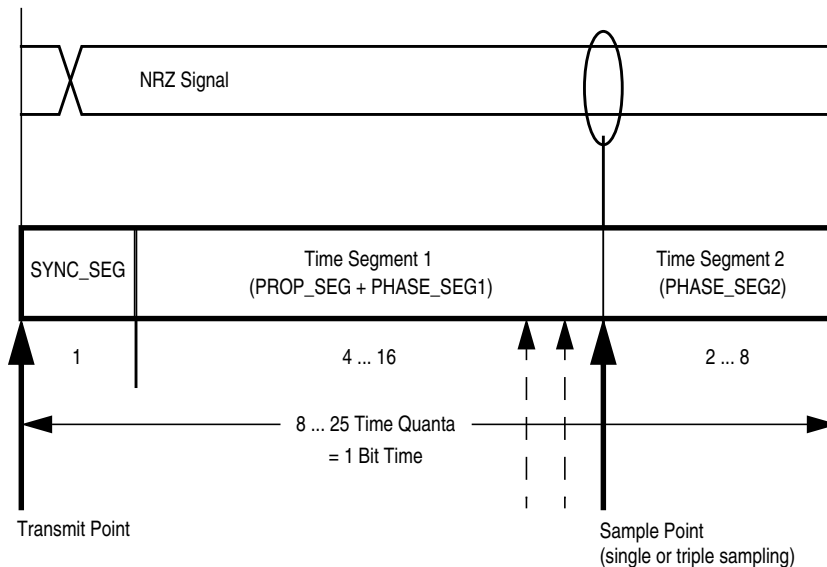 NRZ Signal
SYNC_SEG
Time Segment 1
(PROP_SEG + PHASE_SEG1)
Time Segment 2
(PHASE_SEG2)
1
4 ... 16
2 ... 8
8 ... 25 Time Quanta
= 1 Bit Time
Transmit Point
Sample Point
(single or triple sampling)